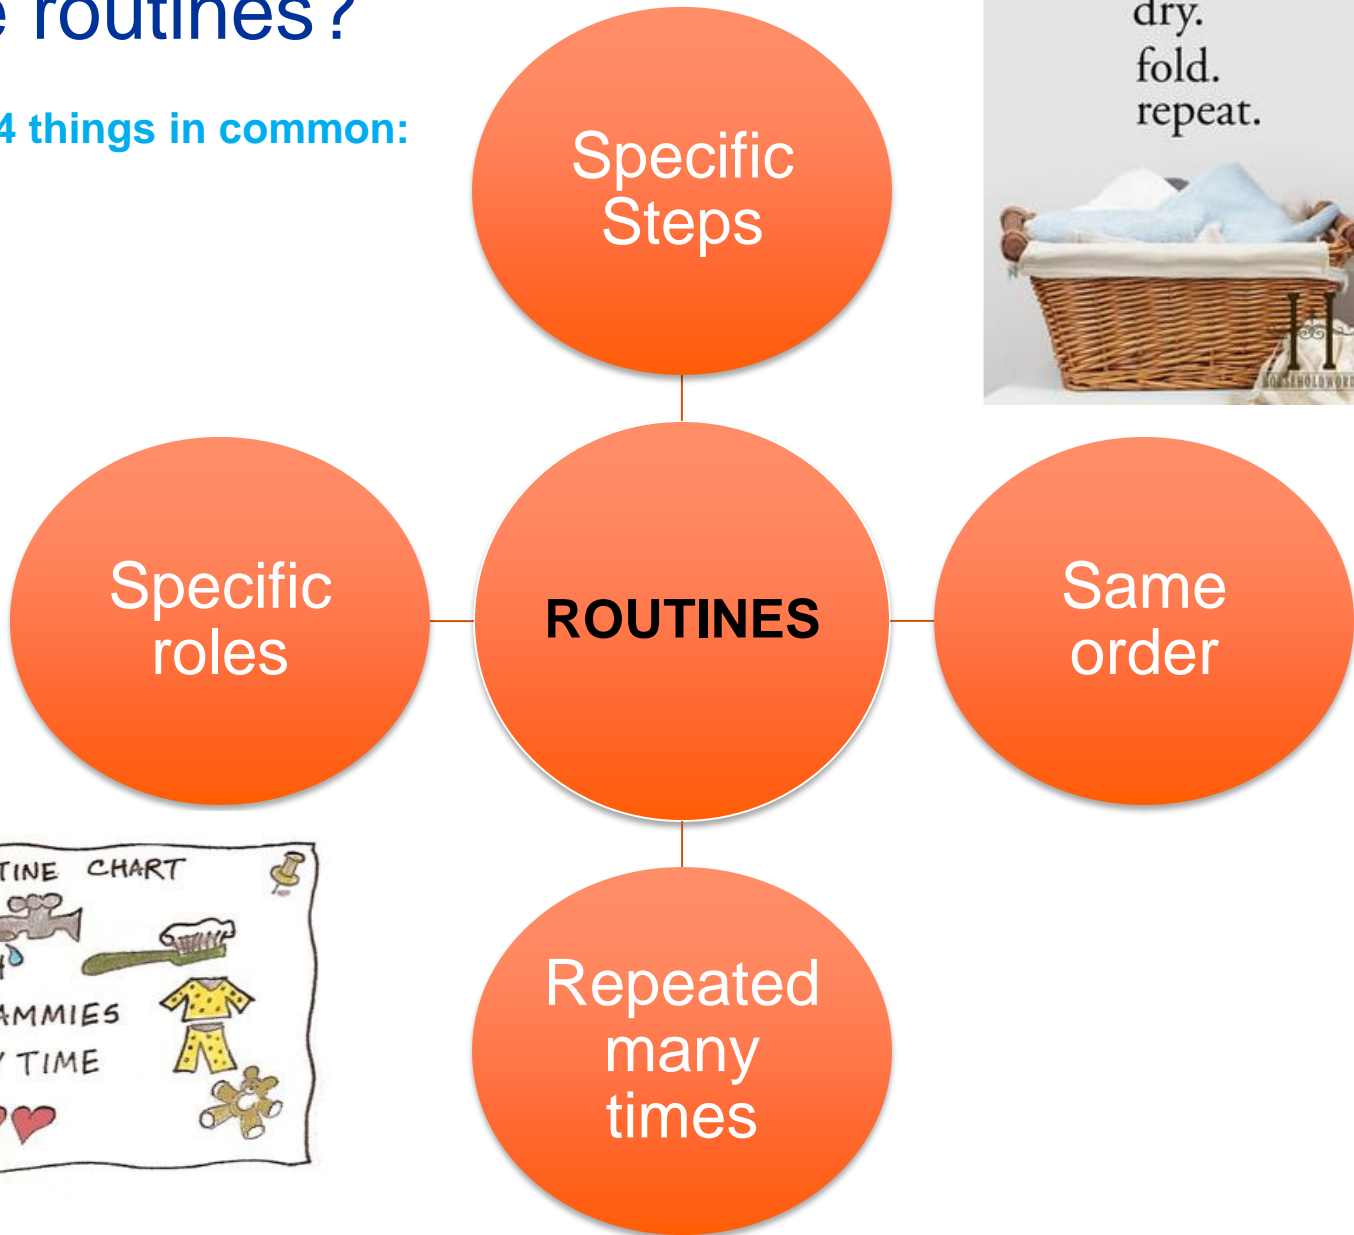 e routines?
4 things in common:
dry.
fold.
repeat.
Specific
Steps
Specific
roles
ROUTINES
Same
order
Repeated
many
times
TINE CHART
AMMIES
Y TIME
H
HOUSEHOLDWORD